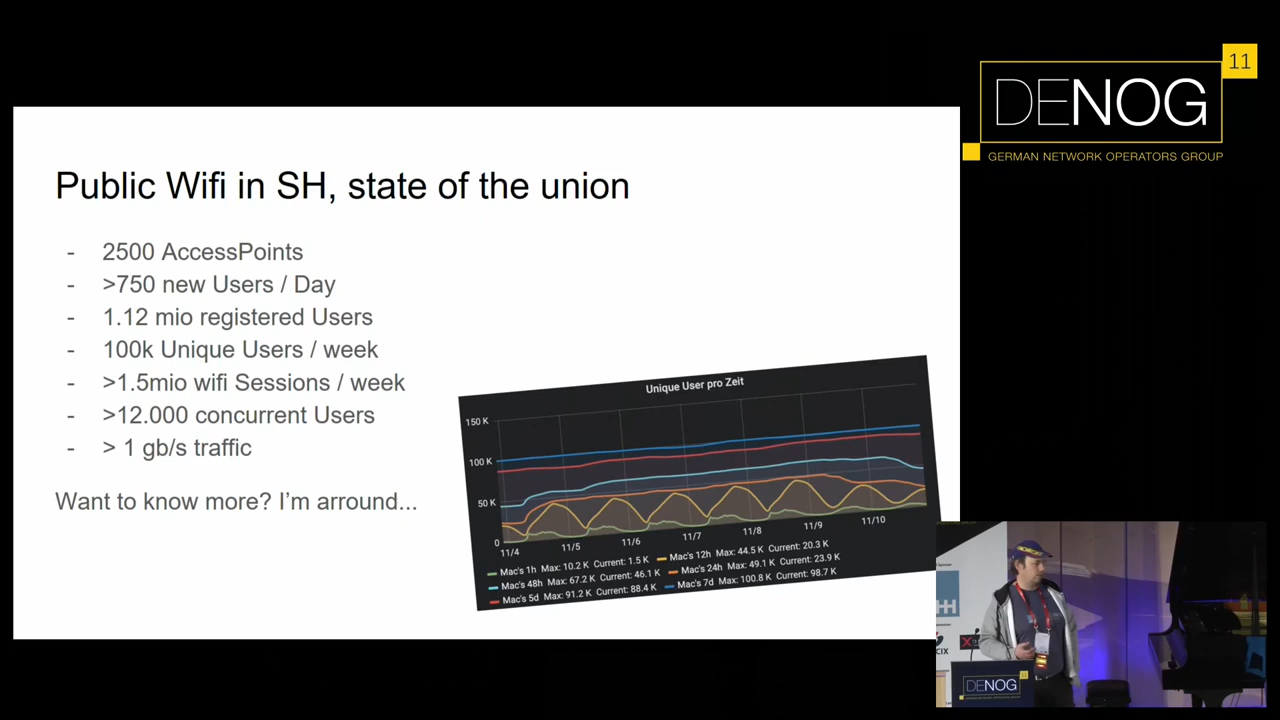 11
DENOG
GERMAN NETWORK OPERATORS GROUP
Public Wifi in SH, state of the union
- 2500 AccessPoints
- >750 new Users / Day
- 1.12 mio registered Users
- 100k Unique Users / week
- >1.5mio wifi Sessions / week
- >12.000 concurrent Users
- > 1 gb/s traffic
Want to know more? I'm arround...
Unique User pro Zeit
150 K
100 K
50 K
0
11/4 11/5 11/6 11/7 11/8 11/9 11/10
Mac's 1h Max: 10.2 K Current: 1.5 K Mac's 12h Max: 44.5 K Current: 20.3 K
Mac's 48h Max: 67.2 K Current: 46.1 K Mac's 24h Max: 49.1 K Current: 23.9 K
Mac's 5d Max: 91.2 K Current: 88.4 K Mac's 7d Max: 100.8 K Current: 98.7 K
DENOG
11